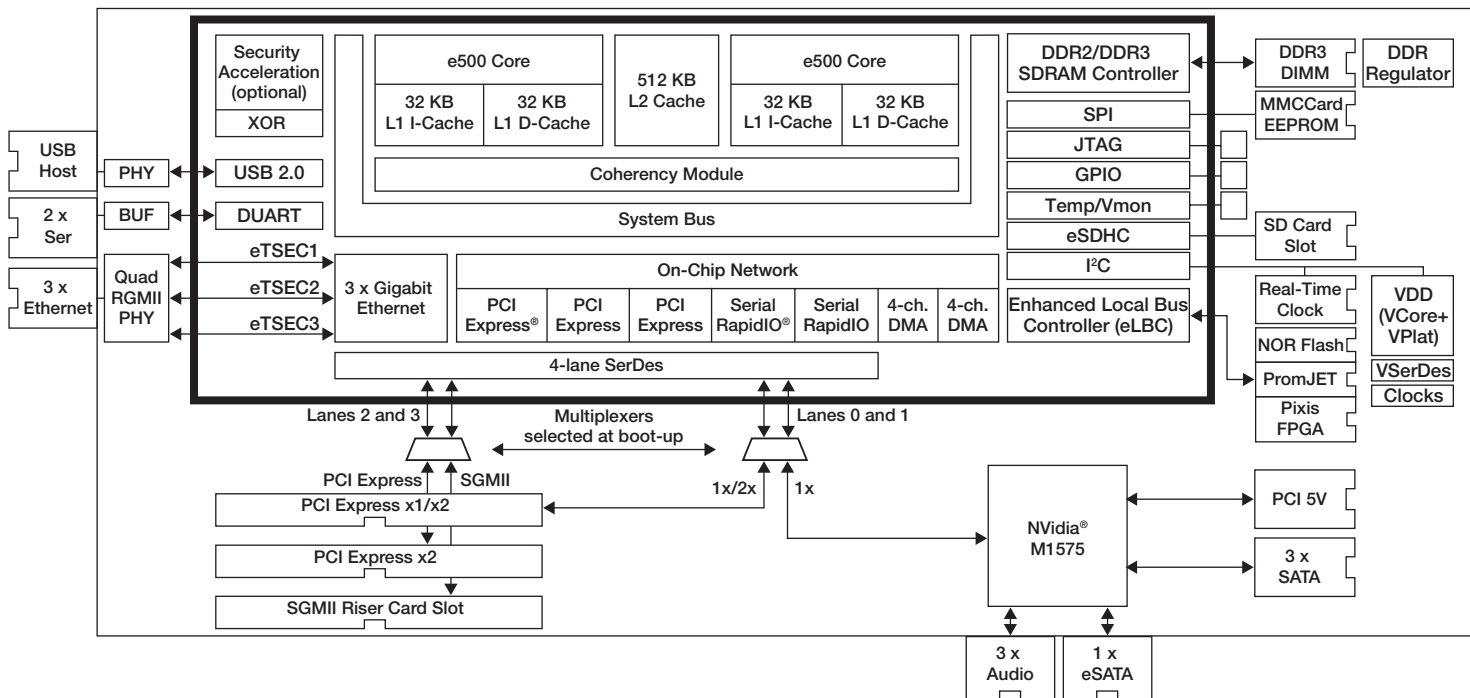 Security
Acceleration
(optional)
XOR
e500 Core
32 KB
L1 I-Cache
32 KB
L1 D-Cache
512 KB
L2 Cache
e500 Core
32 KB
L1 I-Cache
32 KB
L1 D-Cache
Coherency Module
System Bus
DDR2/DDR3
SDRAM Controller
SPI
JTAG
GPIO
Temp/Vmon
eSDHC
I²C
Enhanced Local Bus
Controller (eLBC)
DDR3
DIMM
DDR
Regulator
MMCCard
EEPROM
SD Card
Slot
Real-Time
Clock
NOR Flash
PromJET
Pixis
FPGA
VDD
(VCore+
VPlat)
VSerDes
Clocks
USB
Host
PHY
USB 2.0
2 x
Ser
BUF
DUART
3 x
Ethernet
Quad
RGMII
PHY
eTSEC1
eTSEC2
eTSEC3
3 x Gigabit
Ethernet
On-Chip Network
PCI
Express®
PCI
Express
PCI
Express
Serial
RapidIO®
Serial
RapidIO
4-ch.
DMA
4-ch.
DMA
4-lane SerDes
Lanes 2 and 3
Multiplexers
selected at boot-up
Lanes 0 and 1
PCI Express
SGMII
1x/2x
1x
PCI Express x1/x2
PCI Express x2
SGMII Riser Card Slot
NVidia®
M1575
PCI 5V
3 x
SATA
3 x
Audio
1 x
eSATA